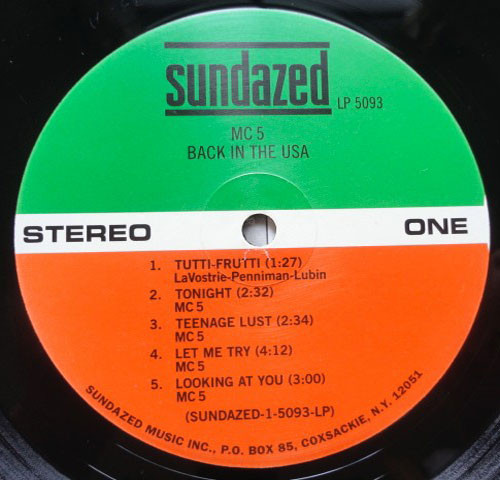 sundazed
LP 5093
MC 5
BACK IN THE USA
STEREO
ONE
1. TUTTI-FRUTTI (1:27)
LaVostrie-Penniman-Lubin
2. TONIGHT (2:32)
MC 5
3. TEENAGE LUST (2:34)
MC 5
4. LET ME TRY (4:12)
MC 5
5. LOOKING AT YOU (3:00)
MC 5
(SUNDAZED-1-5093-LP)
SUNDAZED MUSIC INC., P.O. BOX 85, COXSACKIE, N.Y. 12051